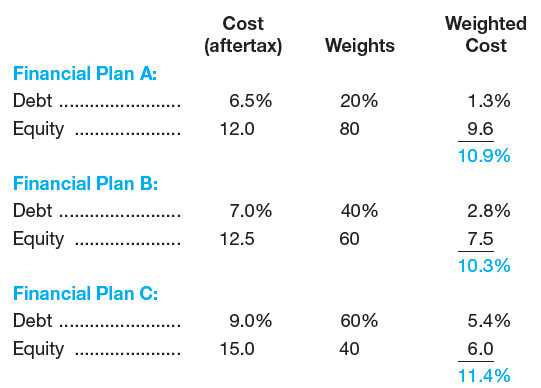 Cost Weighted
(aftertax) Weights Cost
Financial Plan A:
Debt .......................... 6.5% 20% 1.3%
Equity ...................... 12.0 80 9.6
10.9%
Financial Plan B:
Debt .......................... 7.0% 40% 2.8%
Equity ...................... 12.5 60 7.5
10.3%
Financial Plan C:
Debt .......................... 9.0% 60% 5.4%
Equity ...................... 15.0 40 6.0
11.4%